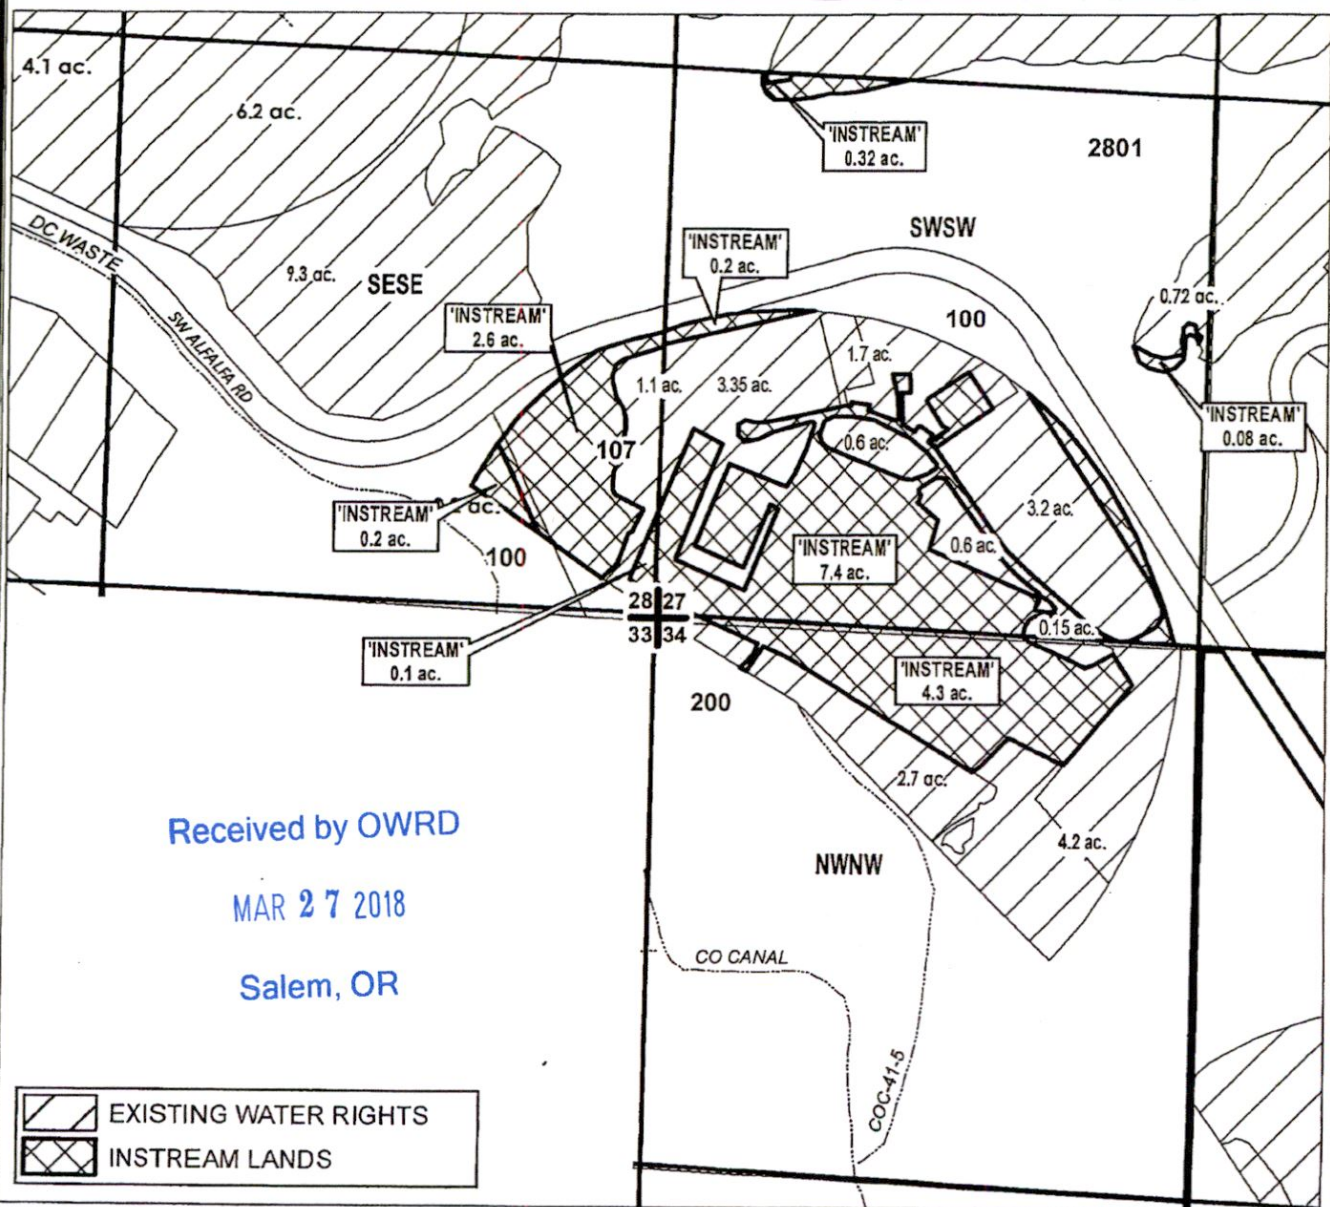 4.1 ac.
6.2 ac.
'INSTREAM'
0.32 ac.
2801
DC WASTE
SWSW
'INSTREAM'
0.2 ac.
9.3 ac.
SESE
0.72 ac.
'INSTREAM'
2.6 ac.
100
SW ALFALFA RD
1.7 ac.
1.1 ac.
3.35 ac.
'INSTREAM'
0.08 ac.
107
0.6 ac.
'INSTREAM'
0.2 ac.
ac.
3.2 ac.
100
'INSTREAM'
7.4 ac.
0.6 ac.
28 27
33 34
0.15 ac.
'INSTREAM'
0.1 ac.
'INSTREAM'
4.3 ac.
200
2.7 ac.
4.2 ac.
NWNW
Received by OWRD
MAR 27 2018
Salem, OR
CO CANAL
COC-41-5
EXISTING WATER RIGHTS
INSTREAM LANDS